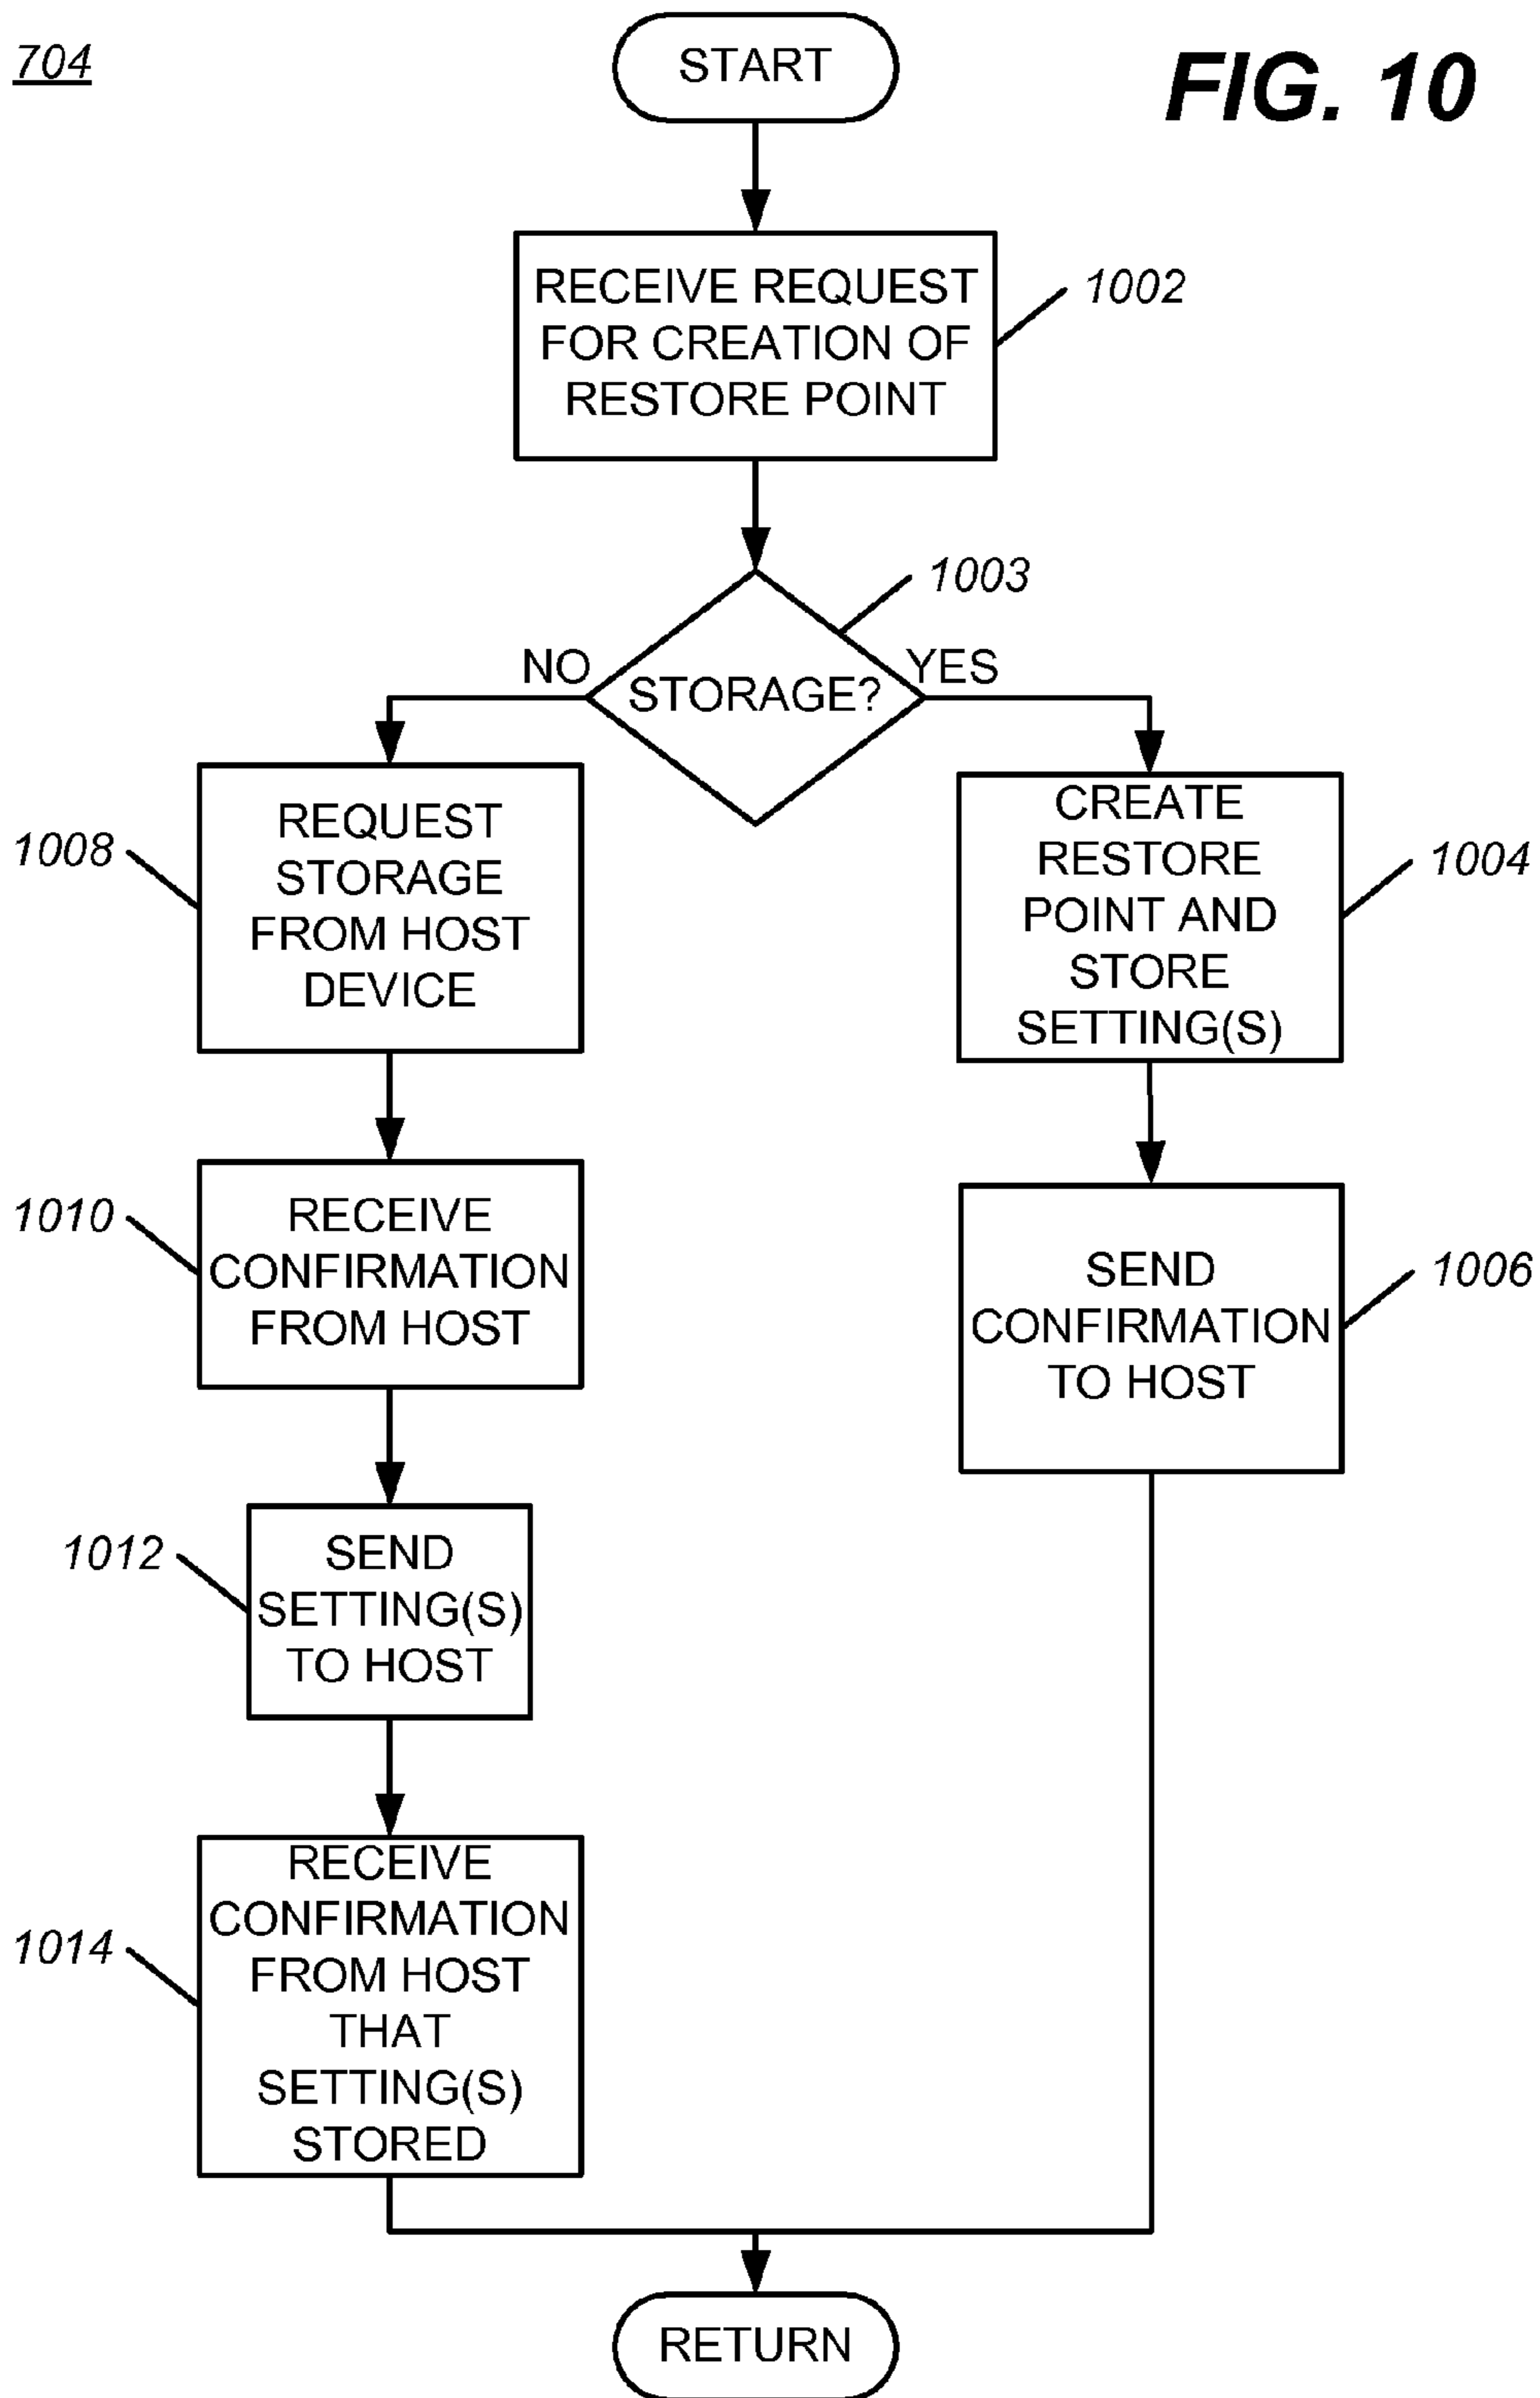 704
START
FIG. 10
RECEIVE REQUEST
FOR CREATION OF
RESTORE POINT
1002
1003
NO
YES
STORAGE?
REQUEST
STORAGE
FROM HOST
DEVICE
1008
CREATE
RESTORE
POINT AND
STORE
SETTING(S)
1004
RECEIVE
CONFIRMATION
FROM HOST
1010
SEND
CONFIRMATION
TO HOST
1006
SEND
SETTING(S)
TO HOST
1012
RECEIVE
CONFIRMATION
FROM HOST
THAT
SETTING(S)
STORED
1014
RETURN